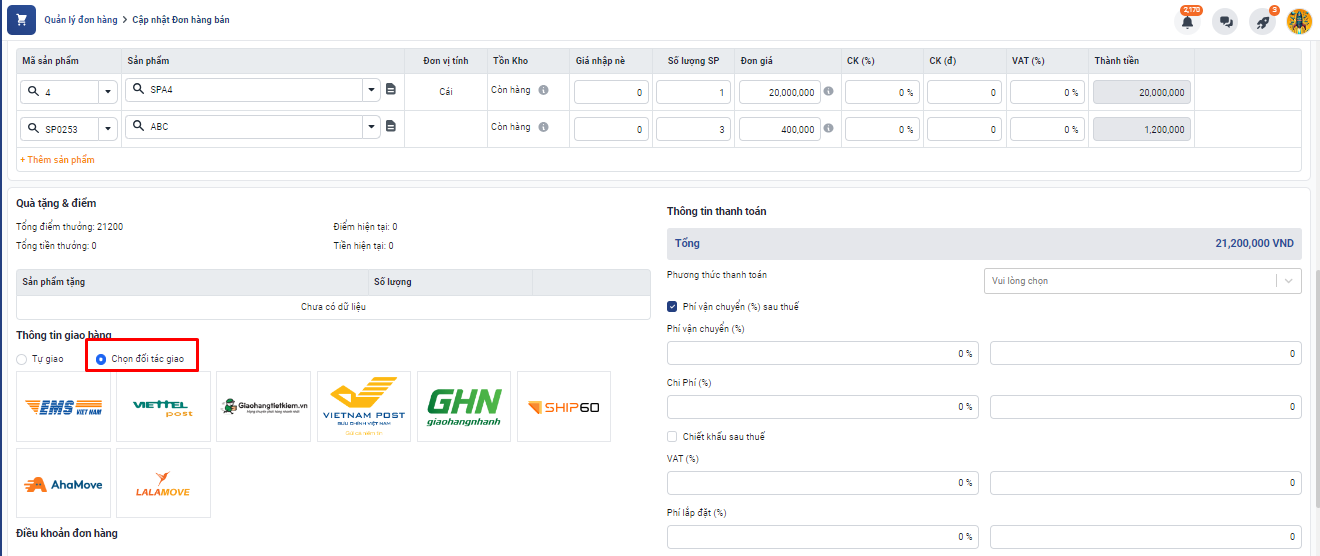 Quản lý đơn hàng > Cập nhật Đơn hàng bán
2,170
3
Mã sản phẩm Sản phẩm Đơn vị tính Tồn Kho Giá nhập nè Số lượng SP Đơn giá CK (%) CK (đ) VAT (%) Thành tiền
4 SPA4 Cái Còn hàng 0 1 20,000,000 0 % 0 0 % 20,000,000
SP0253 ABC Còn hàng 0 3 400,000 0 % 0 0 % 1,200,000
+ Thêm sản phẩm
Quà tặng & điểm
Tổng điểm thưởng: 21200 Điểm hiện tại: 0
Tổng tiền thưởng: 0 Tiền hiện tại: 0
Sản phẩm tặng Số lượng
Chưa có dữ liệu
Thông tin giao hàng
Tự giao Chọn đối tác giao
EMS VIET NAM
VIETTEL
post
Giaohangtietkiem.vn
VIETNAM POST
BƯU CHÍNH VIỆT NAM
GHN
giaohangnhanh
SHIP60
AhaMove
LALAMOVE
Điều khoản đơn hàng
Thông tin thanh toán
Tổng 21,200,000 VND
Phương thức thanh toán Vui lòng chọn
Phí vận chuyển (%) sau thuế
Phí vận chuyển (%)
0 % 0
Chi Phí (%)
0 % 0
Chiết khấu sau thuế
VAT (%)
0 % 0
Phí lắp đặt (%)
0 % 0